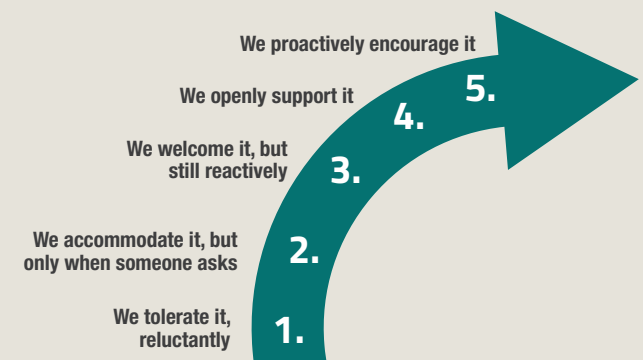 We proactively encourage it
5.
We openly support it
4.
We welcome it, but
still reactively
3.
We accommodate it, but
only when someone asks
2.
We tolerate it,
reluctantly
1.